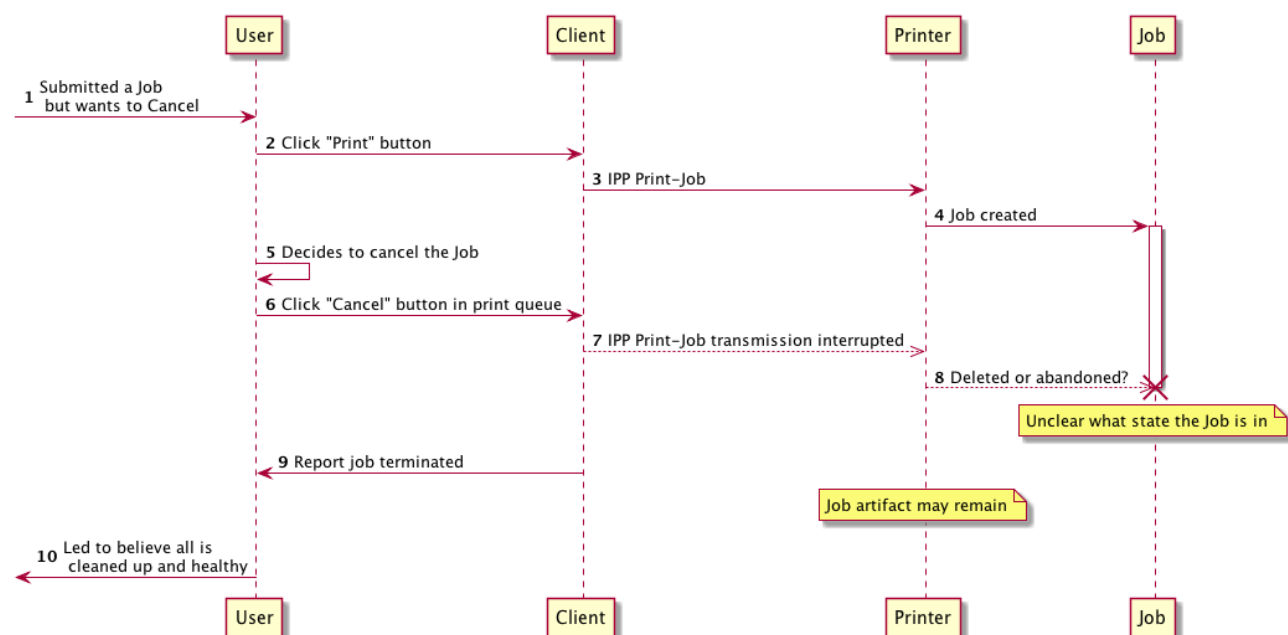 User Client Printer Job
1 Submitted a Job
but wants to Cancel
2 Click "Print" button
3 IPP Print-Job
4 Job created
5 Decides to cancel the Job
6 Click "Cancel" button in print queue
7 IPP Print-Job transmission interrupted
8 Deleted or abandoned?
Unclear what state the Job is in
9 Report job terminated
Job artifact may remain
10 Led to believe all is
cleaned up and healthy
User Client Printer Job